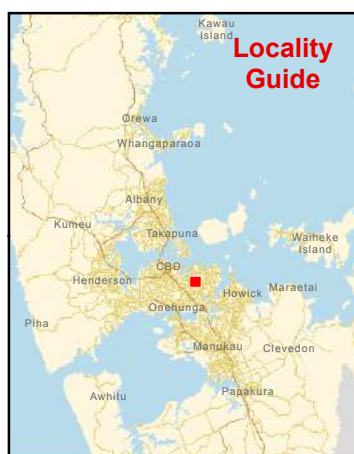 Kawau
Island
Locality
Guide
Orewa
Whangaparaoa
Albany
Kumeu
Takapuna
Waiheke
Island
CBD
Henderson
Howick
Maraetai
Onehunga
Piha
Manukau
Clevedon
Awhitu
Papakura